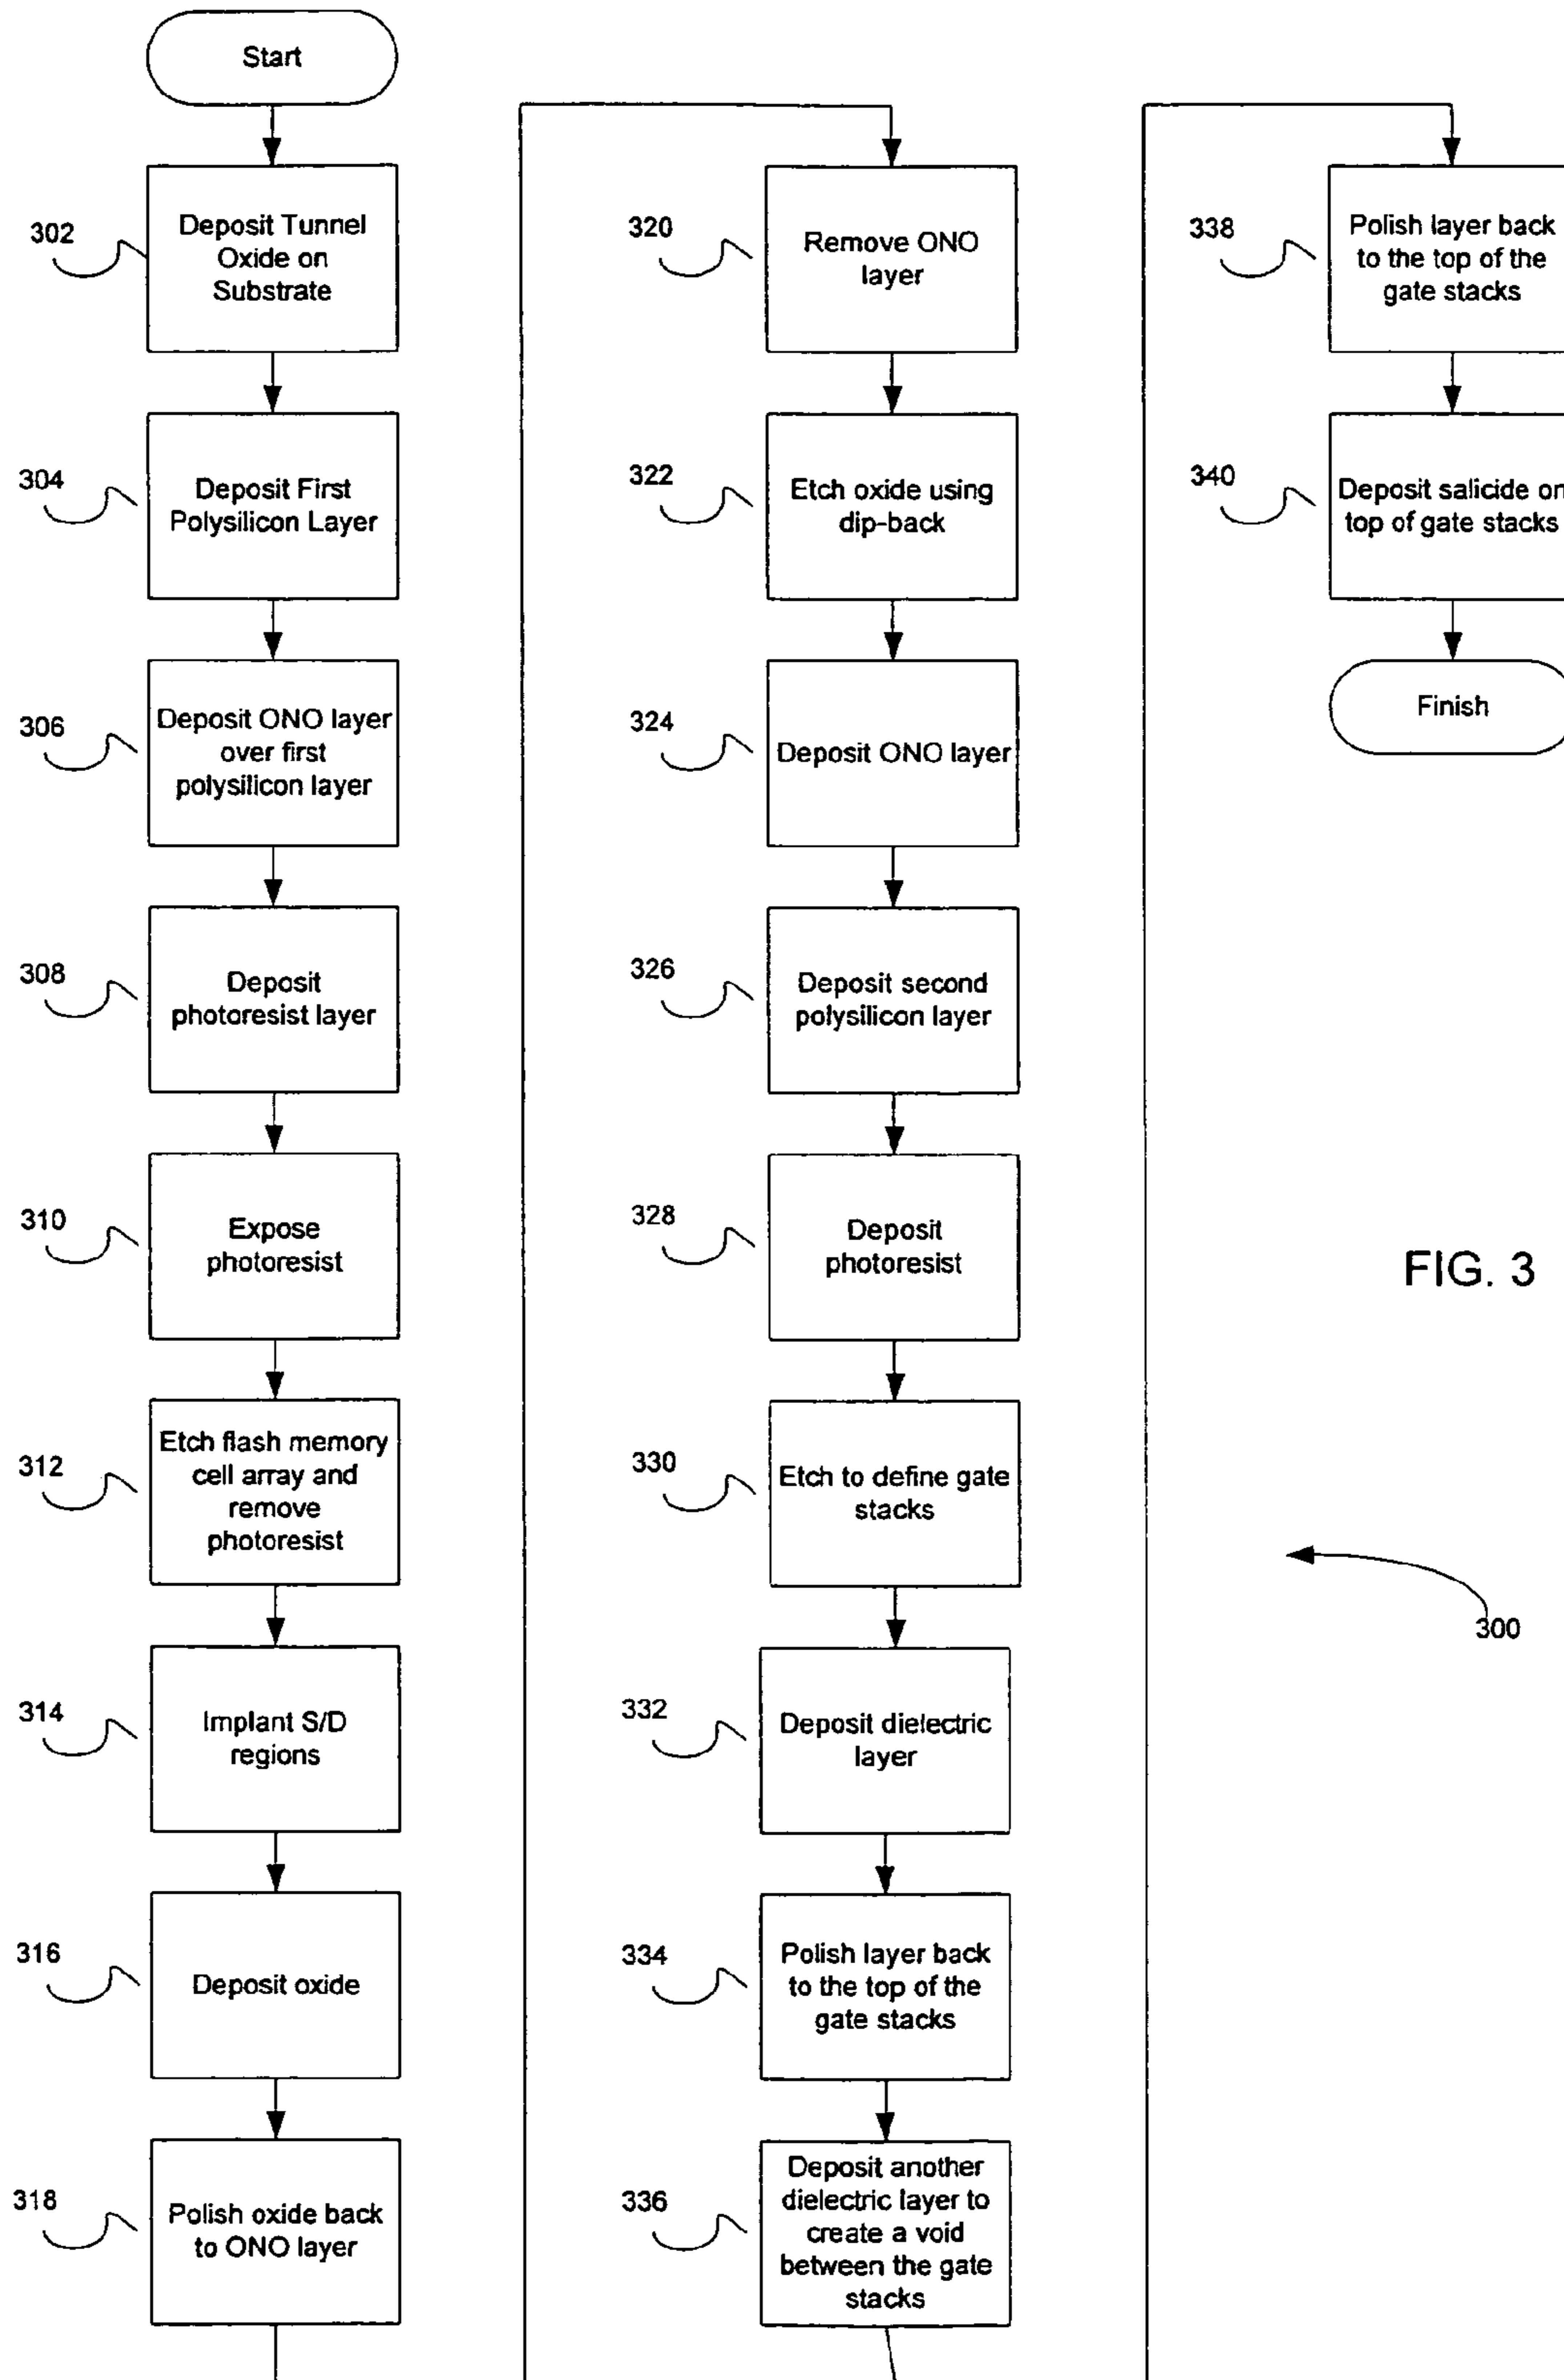 Start
302
Deposit Tunnel
Oxide on
Substrate
304
Deposit First
Polysilicon Layer
306
Deposit ONO layer
over first
polysilicon layer
308
Deposit
photoresist layer
310
Expose
photoresist
312
Etch flash memory
cell array and
remove
photoresist
314
Implant S/D
regions
316
Deposit oxide
318
Polish oxide back
to ONO layer
320
Remove ONO
layer
322
Etch oxide using
dip-back
324
Deposit ONO layer
326
Deposit second
polysilicon layer
328
Deposit
photoresist
330
Etch to define gate
stacks
332
Deposit dielectric
layer
334
Polish layer back
to the top of the
gate stacks
336
Deposit another
dielectric layer to
create a void
between the gate
stacks
338
Polish layer back
to the top of the
gate stacks
340
Deposit salicide on
top of gate stacks
Finish
FIG. 3
300